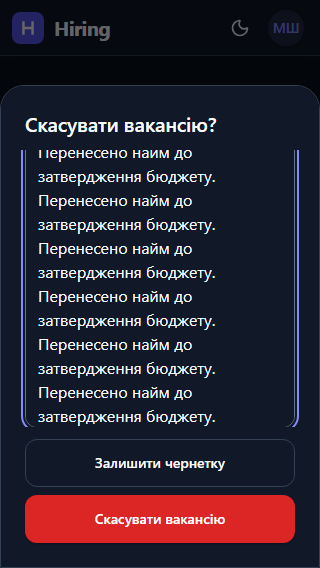 H Hiring МШ
Скасувати вакансію?
Перенесено найм до
затвердження бюджету.
Перенесено найм до
затвердження бюджету.
Перенесено найм до
затвердження бюджету.
Перенесено найм до
затвердження бюджету.
Перенесено найм до
затвердження бюджету.
Перенесено найм до
затвердження бюджету.
Залишити чернетку
Скасувати вакансію